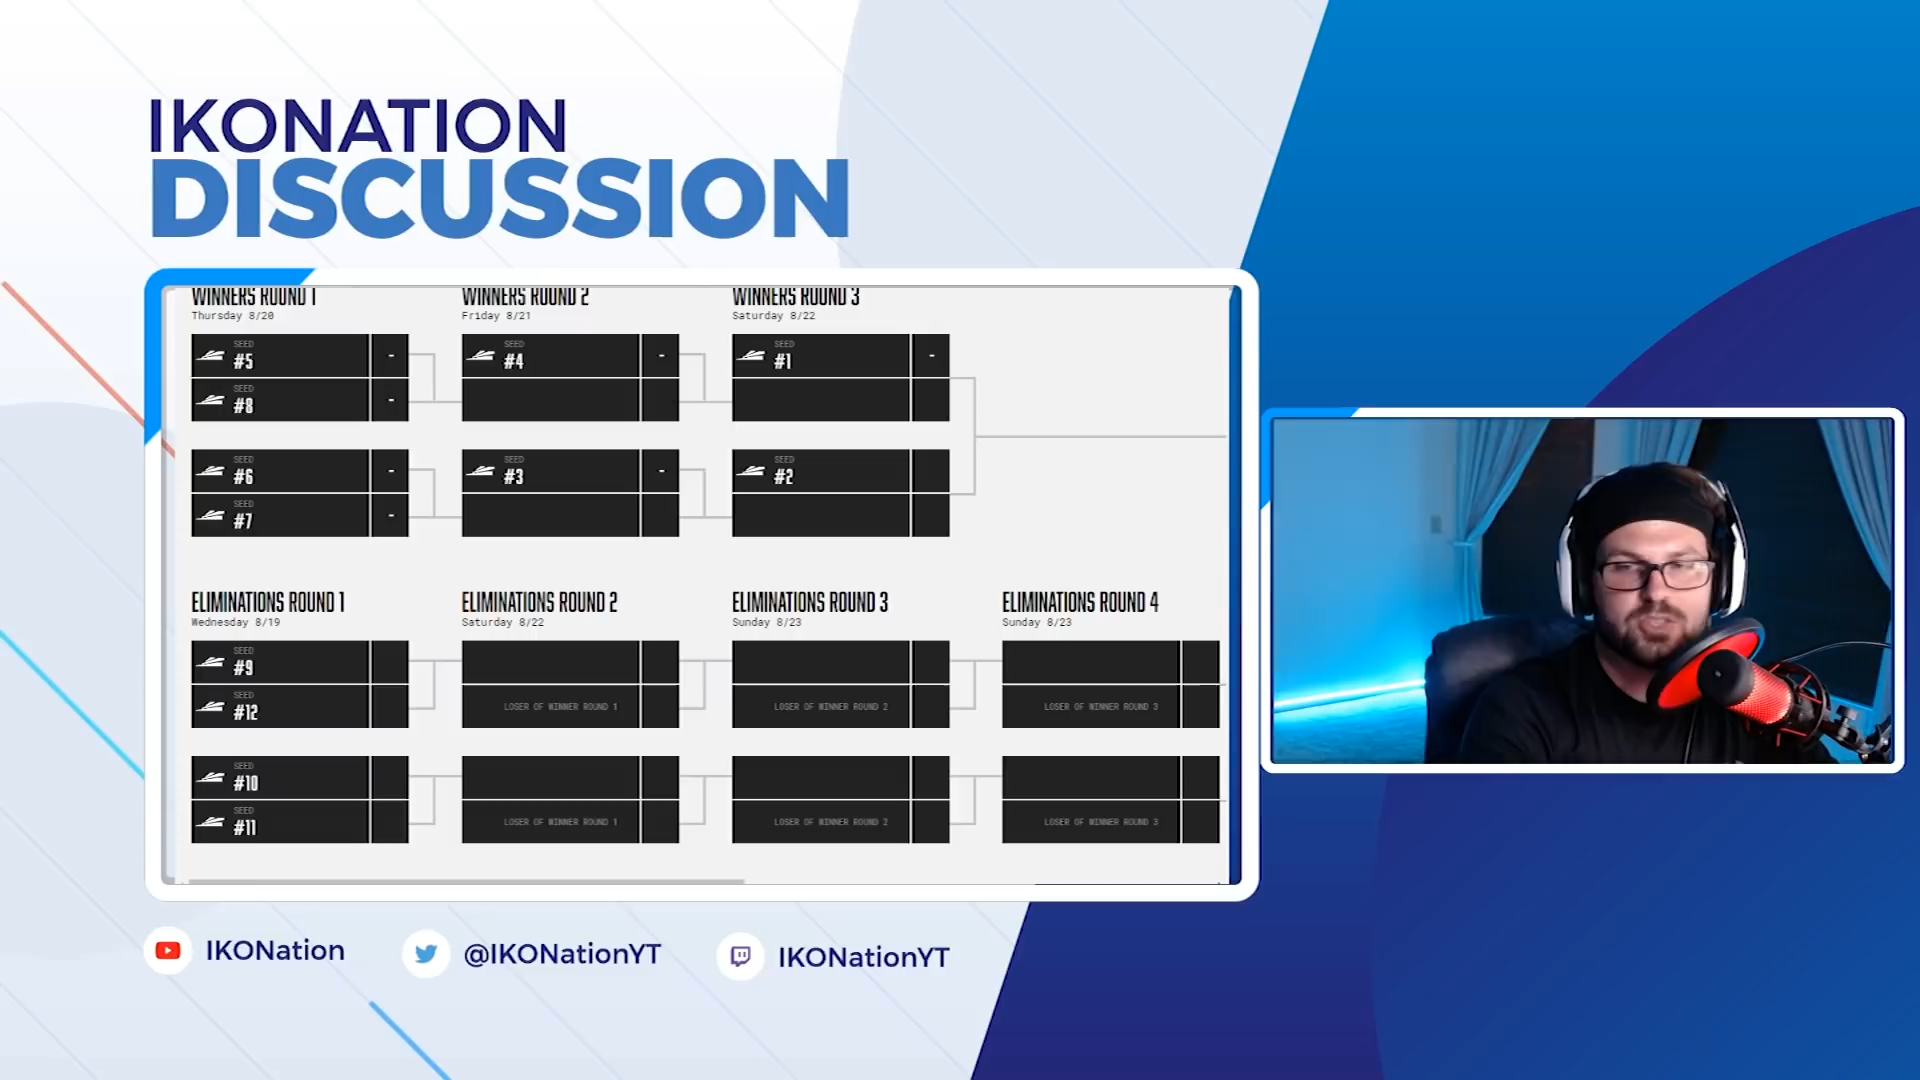 IKONATION
DISCUSSION
WINNERS ROUND 1
Thursday 8/20
SEED
#5
-
SEED
#8
-
SEED
#6
-
SEED
#7
-
WINNERS ROUND 2
Friday 8/21
SEED
#4
-
SEED
#3
-
WINNERS ROUND 3
Saturday 8/22
SEED
#1
-
SEED
#2
ELIMINATIONS ROUND 1
Wednesday 8/19
SEED
#9
SEED
#12
SEED
#10
SEED
#11
ELIMINATIONS ROUND 2
Saturday 8/22
LOSER OF WINNER ROUND 1
LOSER OF WINNER ROUND 1
ELIMINATIONS ROUND 3
Sunday 8/23
LOSER OF WINNER ROUND 2
LOSER OF WINNER ROUND 2
ELIMINATIONS ROUND 4
Sunday 8/23
LOSER OF WINNER ROUND 3
LOSER OF WINNER ROUND 3
IKONation
@IKONationYT
IKONationYT